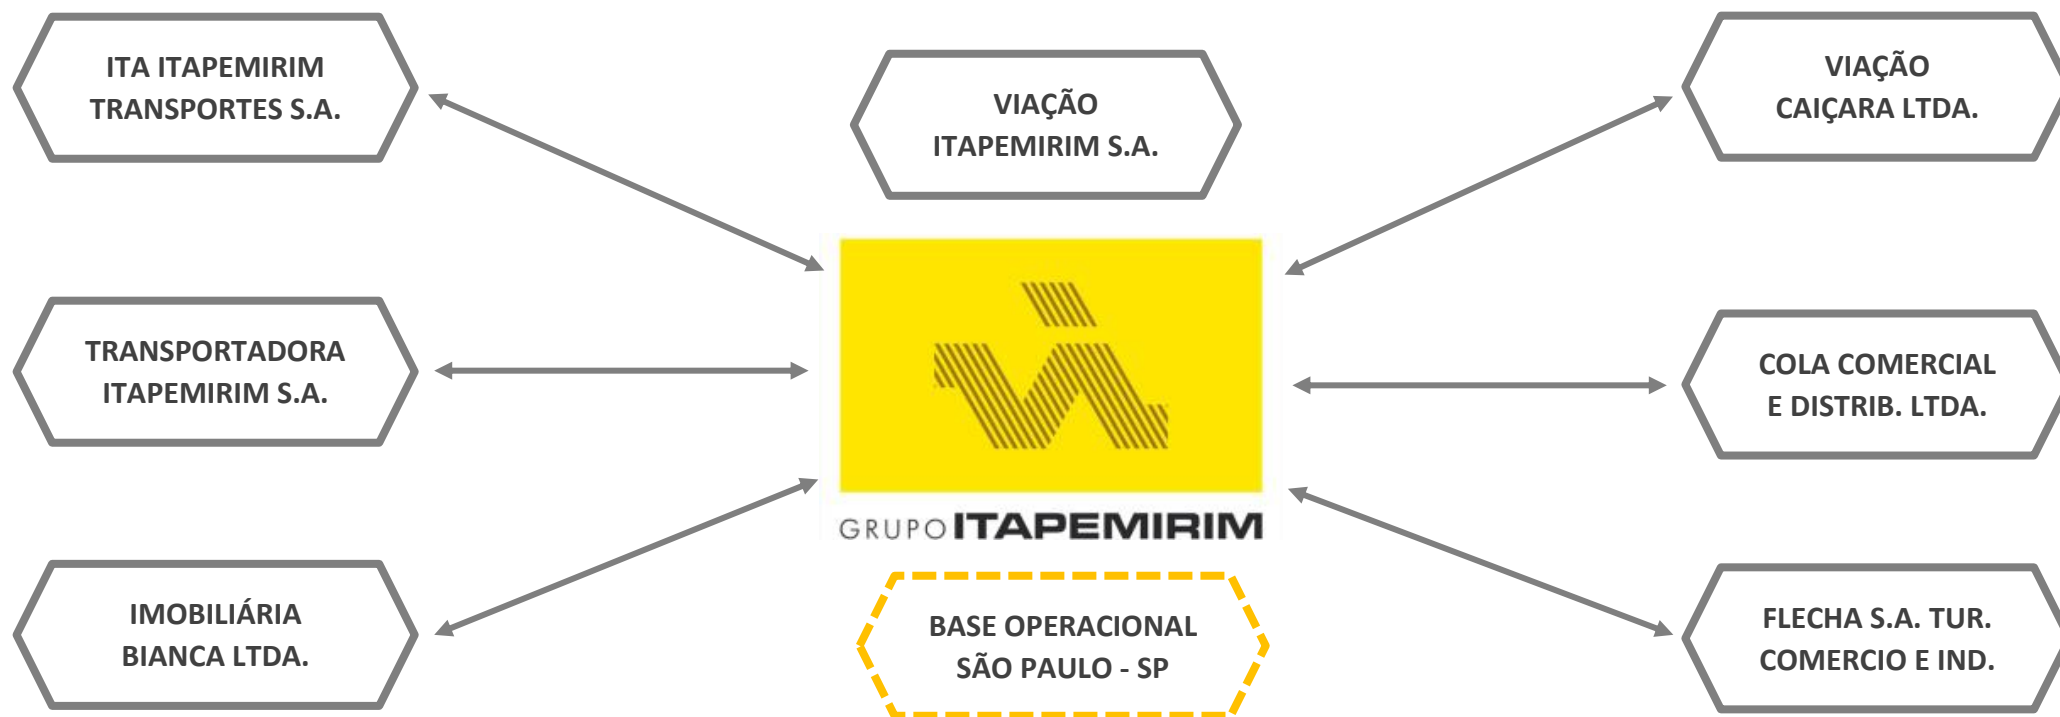 ITA ITAPEMIRIM
TRANSPORTES S.A.
VIAÇÃO
ITAPEMIRIM S.A.
VIAÇÃO
CAIÇARA LTDA.
TRANSPORTADORA
ITAPEMIRIM S.A.
COLA COMERCIAL
E DISTRIB. LTDA.
GRUPO ITAPEMIRIM
IMOBILIÁRIA
BIANCA LTDA.
BASE OPERACIONAL
SÃO PAULO - SP
FLECHA S.A. TUR.
COMERCIO E IND.